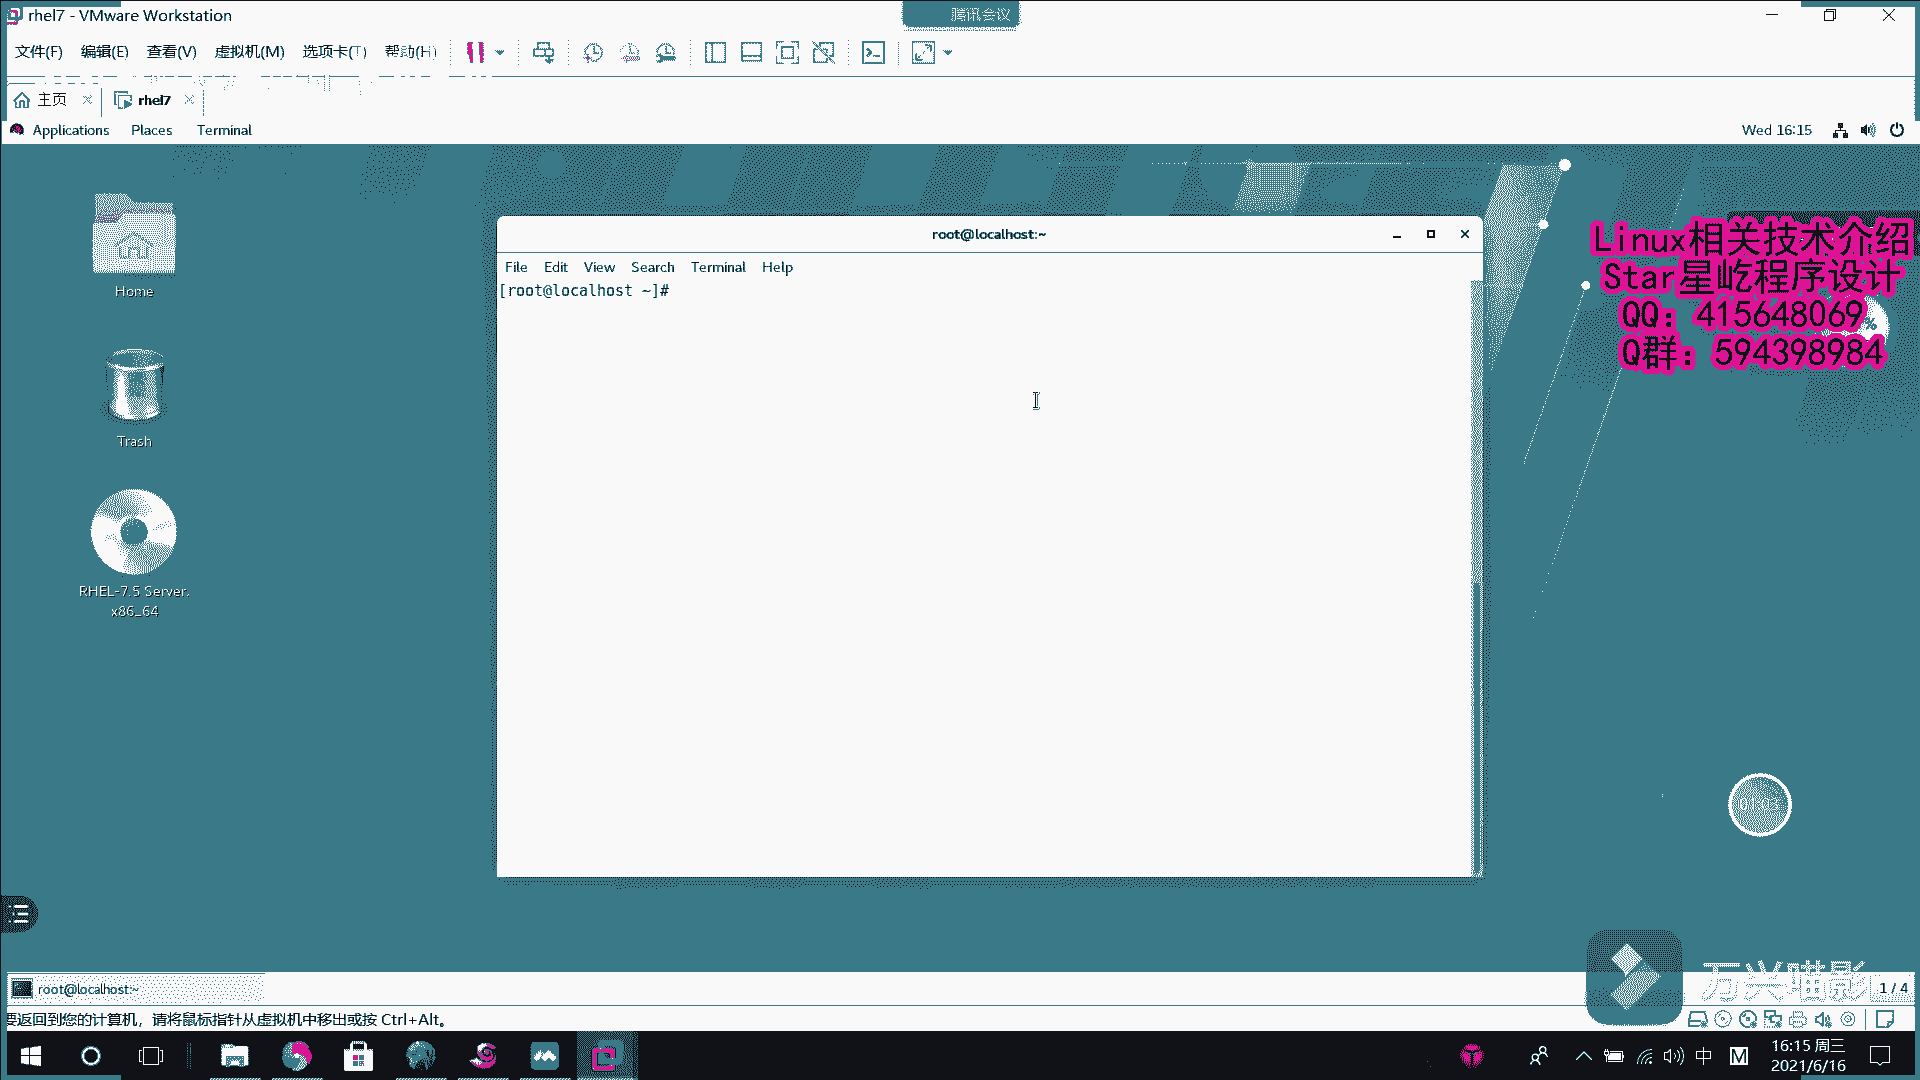 rhel7 - VMware Workstation
腾讯会议
文件(F) 编辑(E) 查看(V) 虚拟机(M) 选项卡(T) 帮助(H)
主页 rhel7
Applications Places Terminal Wed 16:15
root@localhost:~
File Edit View Search Terminal Help
[root@localhost ~]#
Home
Trash
RHEL-7.5 Server.
x86_64
Linux相关技术介绍
Star星屹程序设计
QQ: 415648069
%
Q群: 594398984
root@localhost:~
万兴喵影
1 / 4
要返回到您的计算机，请将鼠标指针从虚拟机中移出或按 Ctrl+Alt。
中 M
16:15 周三
2021/6/16